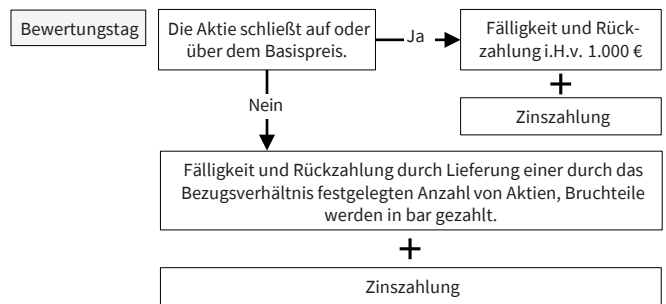 Bewertungstag
Die Aktie schließt auf oder
über dem Basispreis.
Ja
Fälligkeit und Rück-
zahlung i.H.v. 1.000 €
+
Zinszahlung
Nein
Fälligkeit und Rückzahlung durch Lieferung einer durch das
Bezugsverhältnis festgelegten Anzahl von Aktien, Bruchteile
werden in bar gezahlt.
+
Zinszahlung